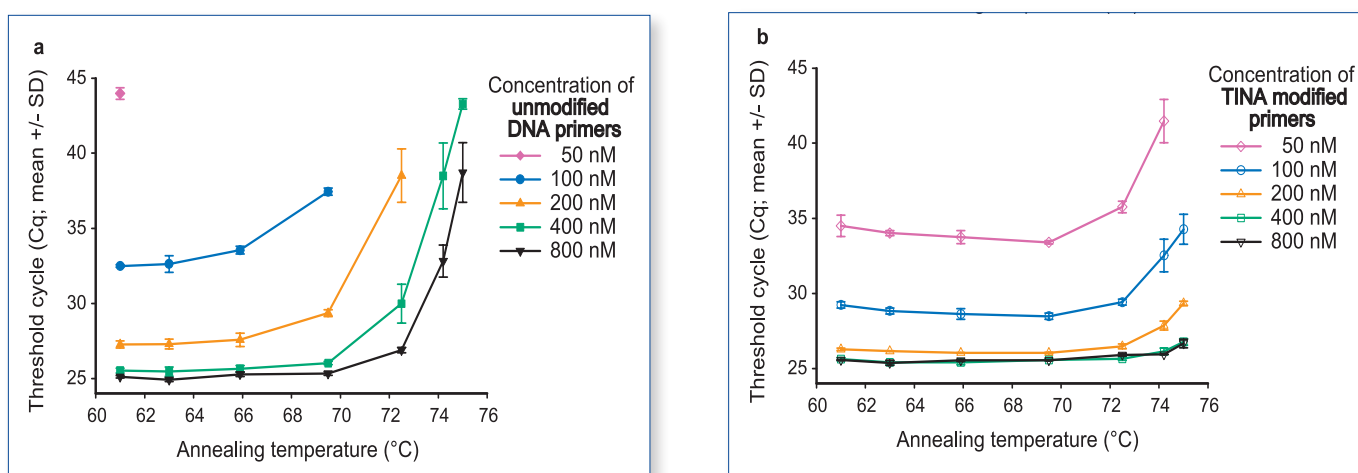 a
Threshold cycle (Cq; mean +/- SD)
45
40
35
30
25
60 62 64 66 68 70 72 74 76
Annealing temperature (°C)
Concentration of
unmodified
DNA primers
50 nM
100 nM
200 nM
400 nM
800 nM
b
Threshold cycle (Cq; mean +/- SD)
45
40
35
30
25
60 62 64 66 68 70 72 74 76
Annealing temperature (°C)
Concentration of
TINA modified
primers
50 nM
100 nM
200 nM
400 nM
800 nM